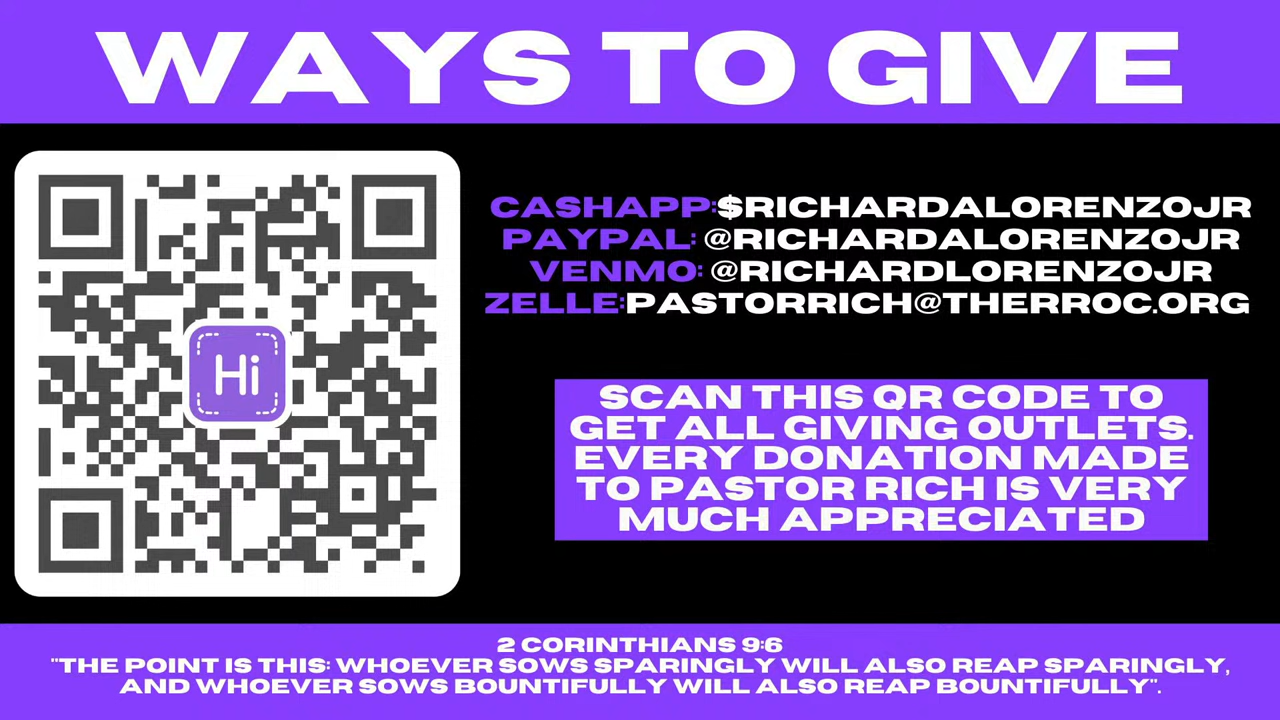 WAYS TO GIVE
CASHAPP:$RICHARDALORENZOJR
PAYPAL: @RICHARDALORENZOJR
VENMO: @RICHARDLORENZOJR
ZELLE:PASTORRICH@THERROC.ORG
Hi
SCAN THIS QR CODE TO
GET ALL GIVING OUTLETS.
EVERY DONATION MADE
TO PASTOR RICH IS VERY
MUCH APPRECIATED
2 CORINTHIANS 9:6
"THE POINT IS THIS: WHOEVER SOWS SPARINGLY WILL ALSO REAP SPARINGLY,
AND WHOEVER SOWS BOUNTIFULLY WILL ALSO REAP BOUNTIFULLY".